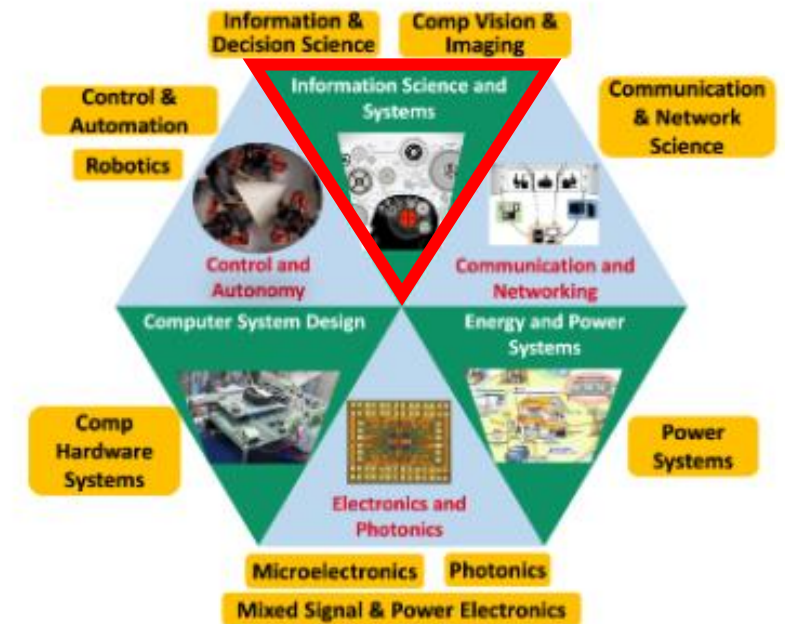 Information &
Decision Science
Comp Vision &
Imaging
Control &
Automation
Robotics
Information Science and
Systems
Communication
& Network
Science
Control and
Autonomy
Communication and
Networking
Computer System Design
Energy and Power
Systems
Comp
Hardware
Systems
Power
Systems
Electronics and
Photonics
Microelectronics
Photonics
Mixed Signal & Power Electronics